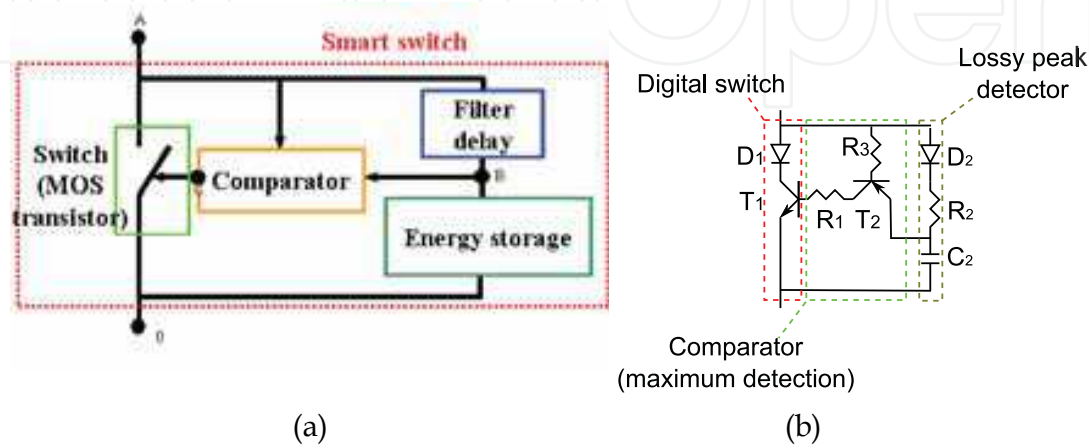 A
Smart switch
Filter
delay
Switch
(MOS
transistor)
Comparator
B
Energy storage
0
(a)
Open
Lossy peak
detector
Digital switch
D1
R3
D2
T1
R1
T2
R2
C2
Comparator
(maximum detection)
(b)